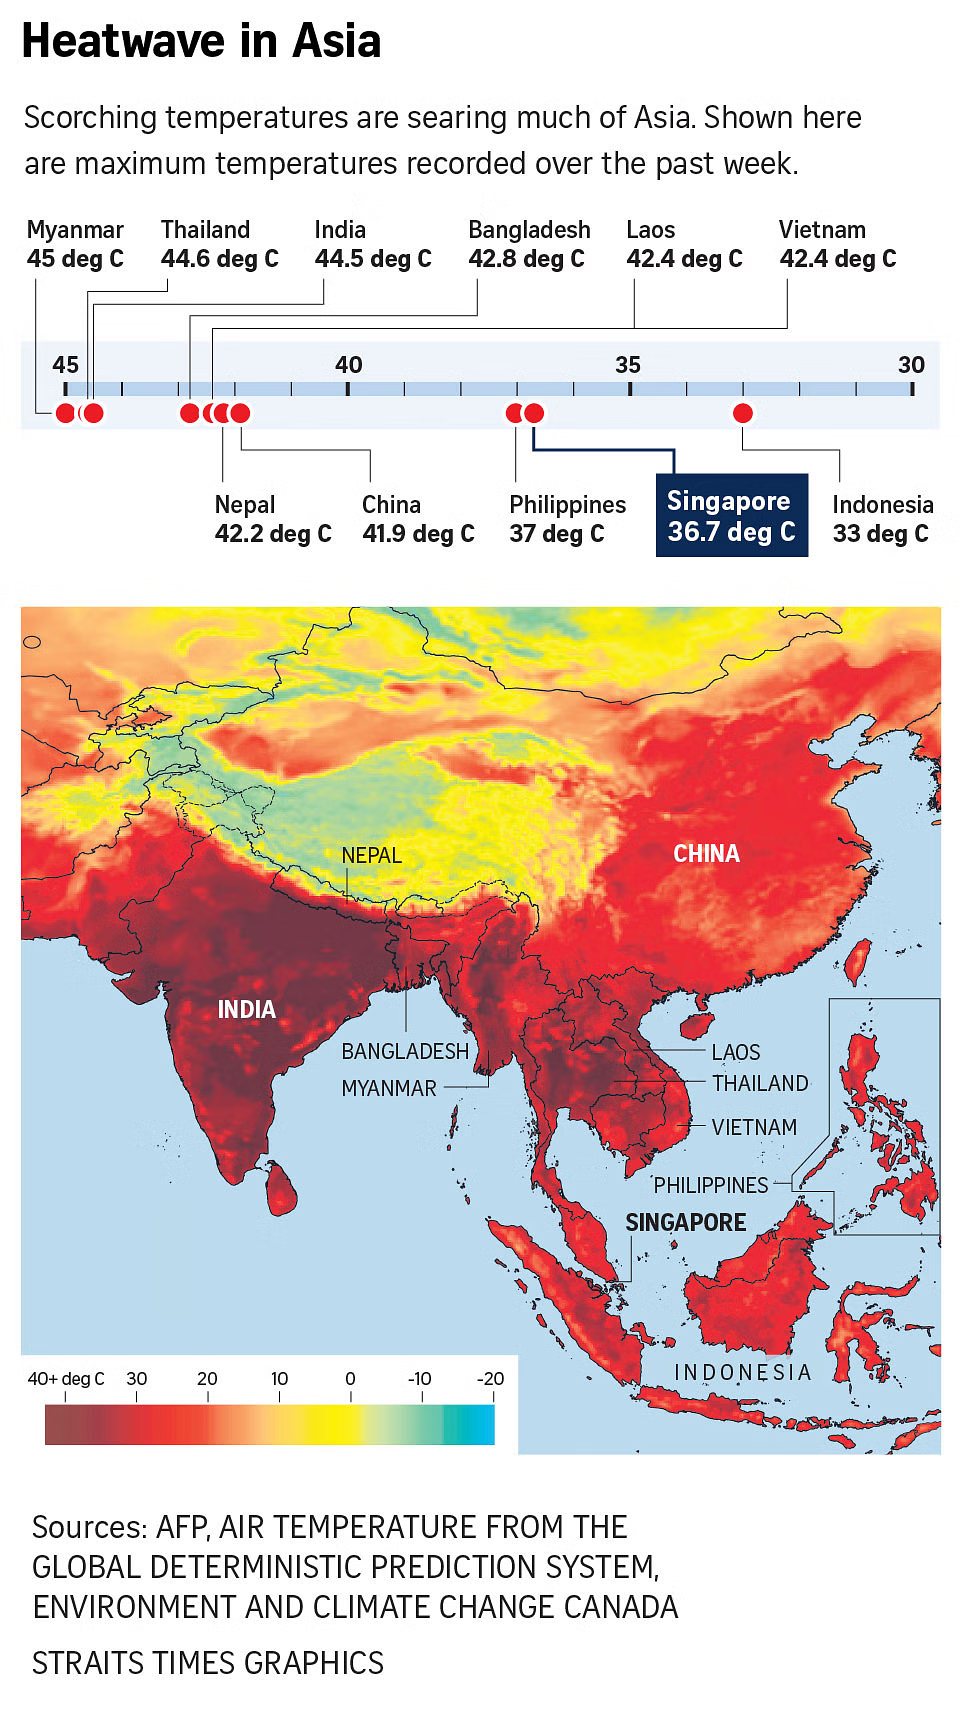 Heatwave in Asia
Scorching temperatures are searing much of Asia. Shown here
are maximum temperatures recorded over the past week.
Myanmar
45 deg C
Thailand
44.6 deg C
India
44.5 deg C
Bangladesh
42.8 deg C
Laos
42.4 deg C
Vietnam
42.4 deg C
45 40 35 30
Nepal
42.2 deg C
China
41.9 deg C
Philippines
37 deg C
Singapore
36.7 deg C
Indonesia
33 deg C
NEPAL
CHINA
INDIA
BANGLADESH
MYANMAR
LAOS
THAILAND
VIETNAM
PHILIPPINES
SINGAPORE
INDONESIA
40+ deg C 30 20 10 0 -10 -20
Sources: AFP, AIR TEMPERATURE FROM THE
GLOBAL DETERMINISTIC PREDICTION SYSTEM,
ENVIRONMENT AND CLIMATE CHANGE CANADA
STRAITS TIMES GRAPHICS